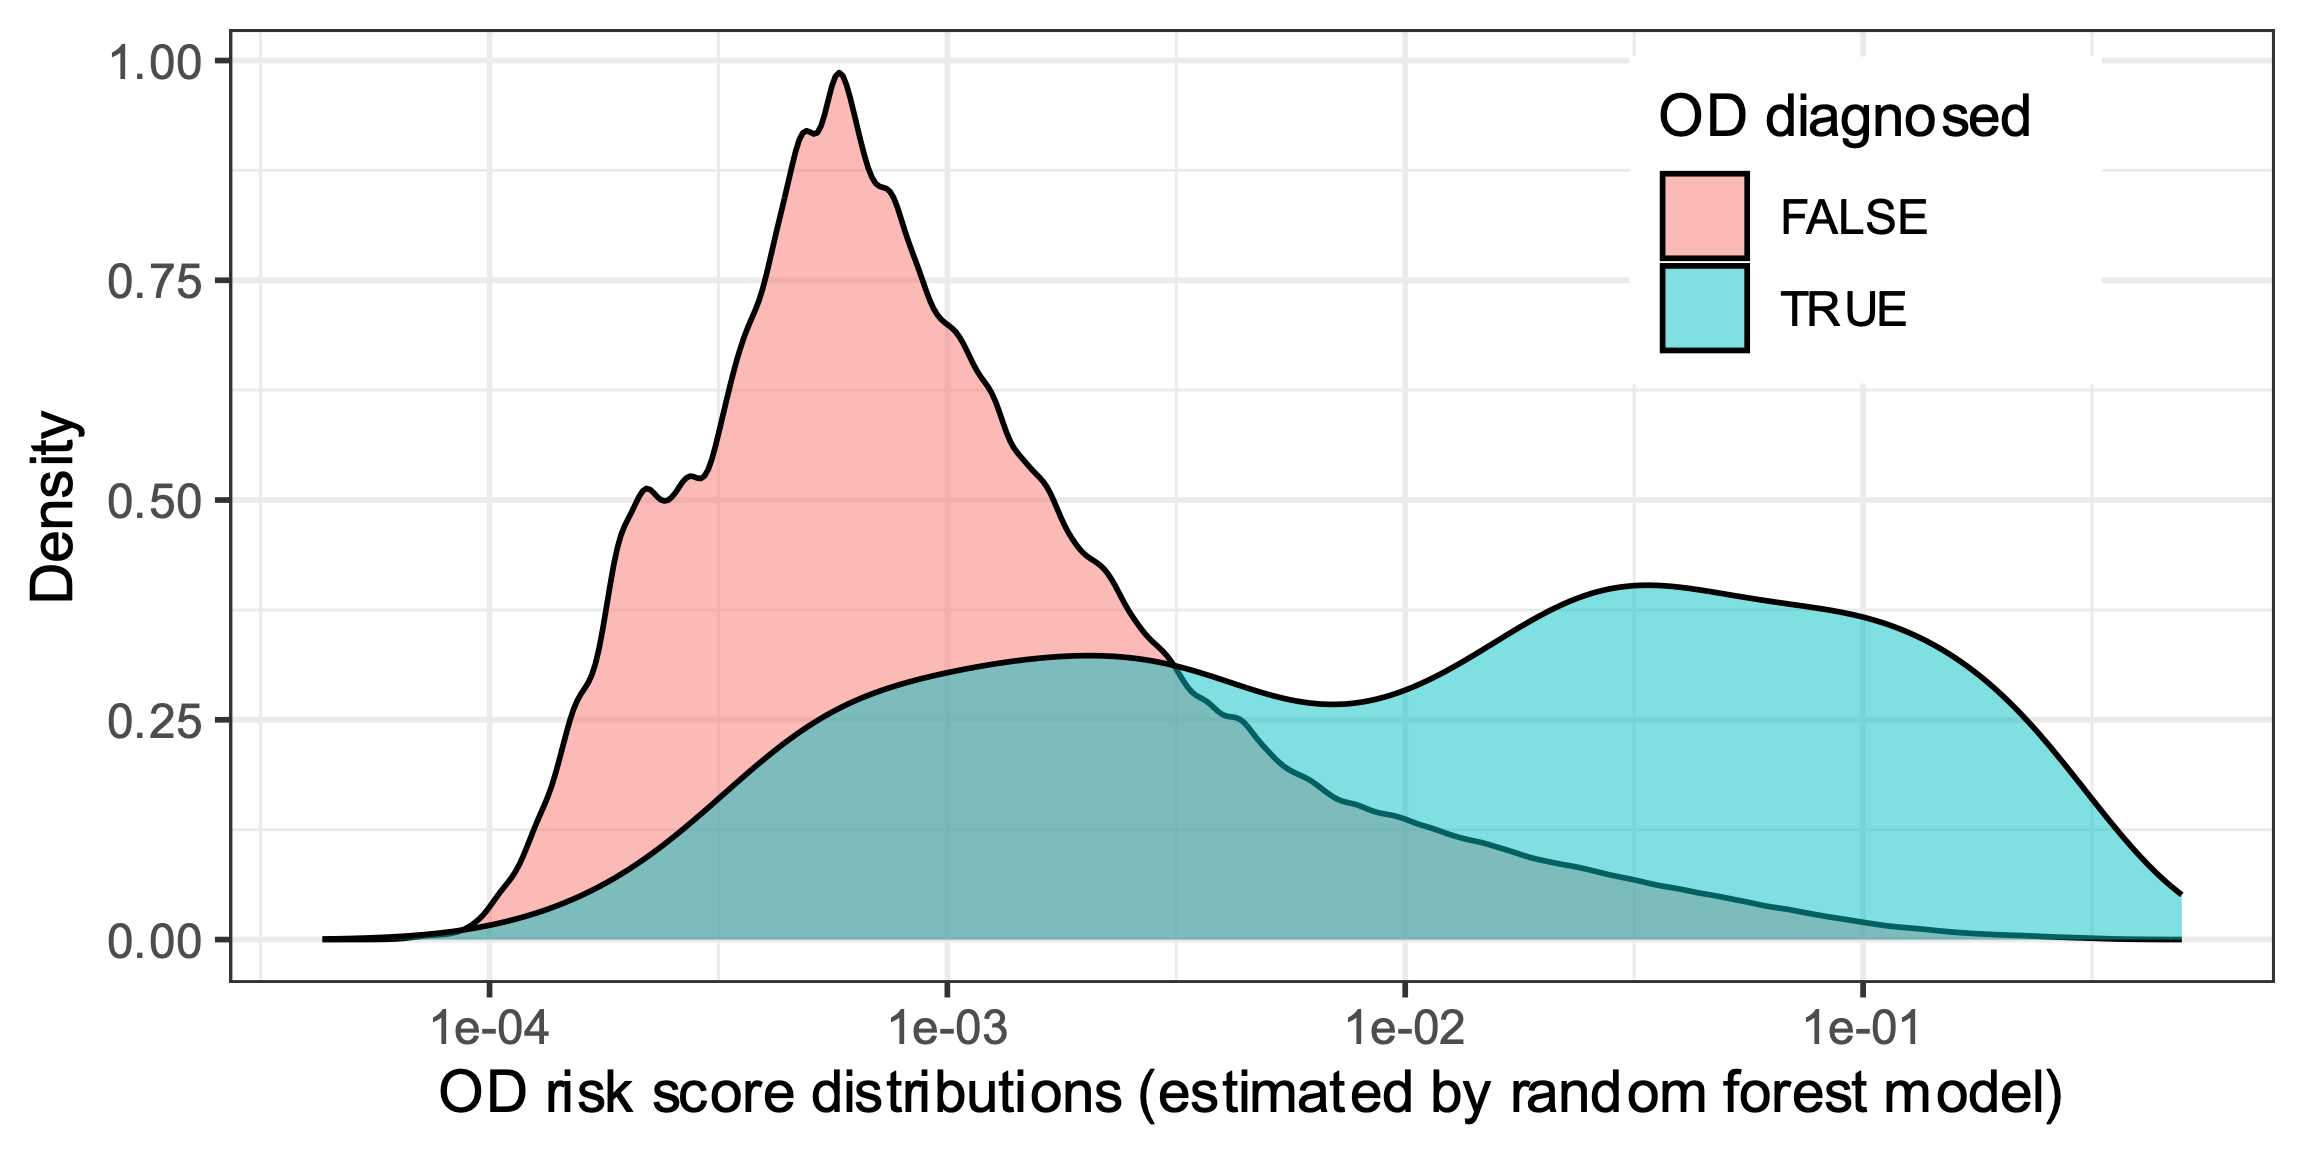 1.00
0.75
0.50
0.25
0.00
Density
OD diagnosed
FALSE
TRUE
1e-04 1e-03 1e-02 1e-01
OD risk score distributions (estimated by random forest model)